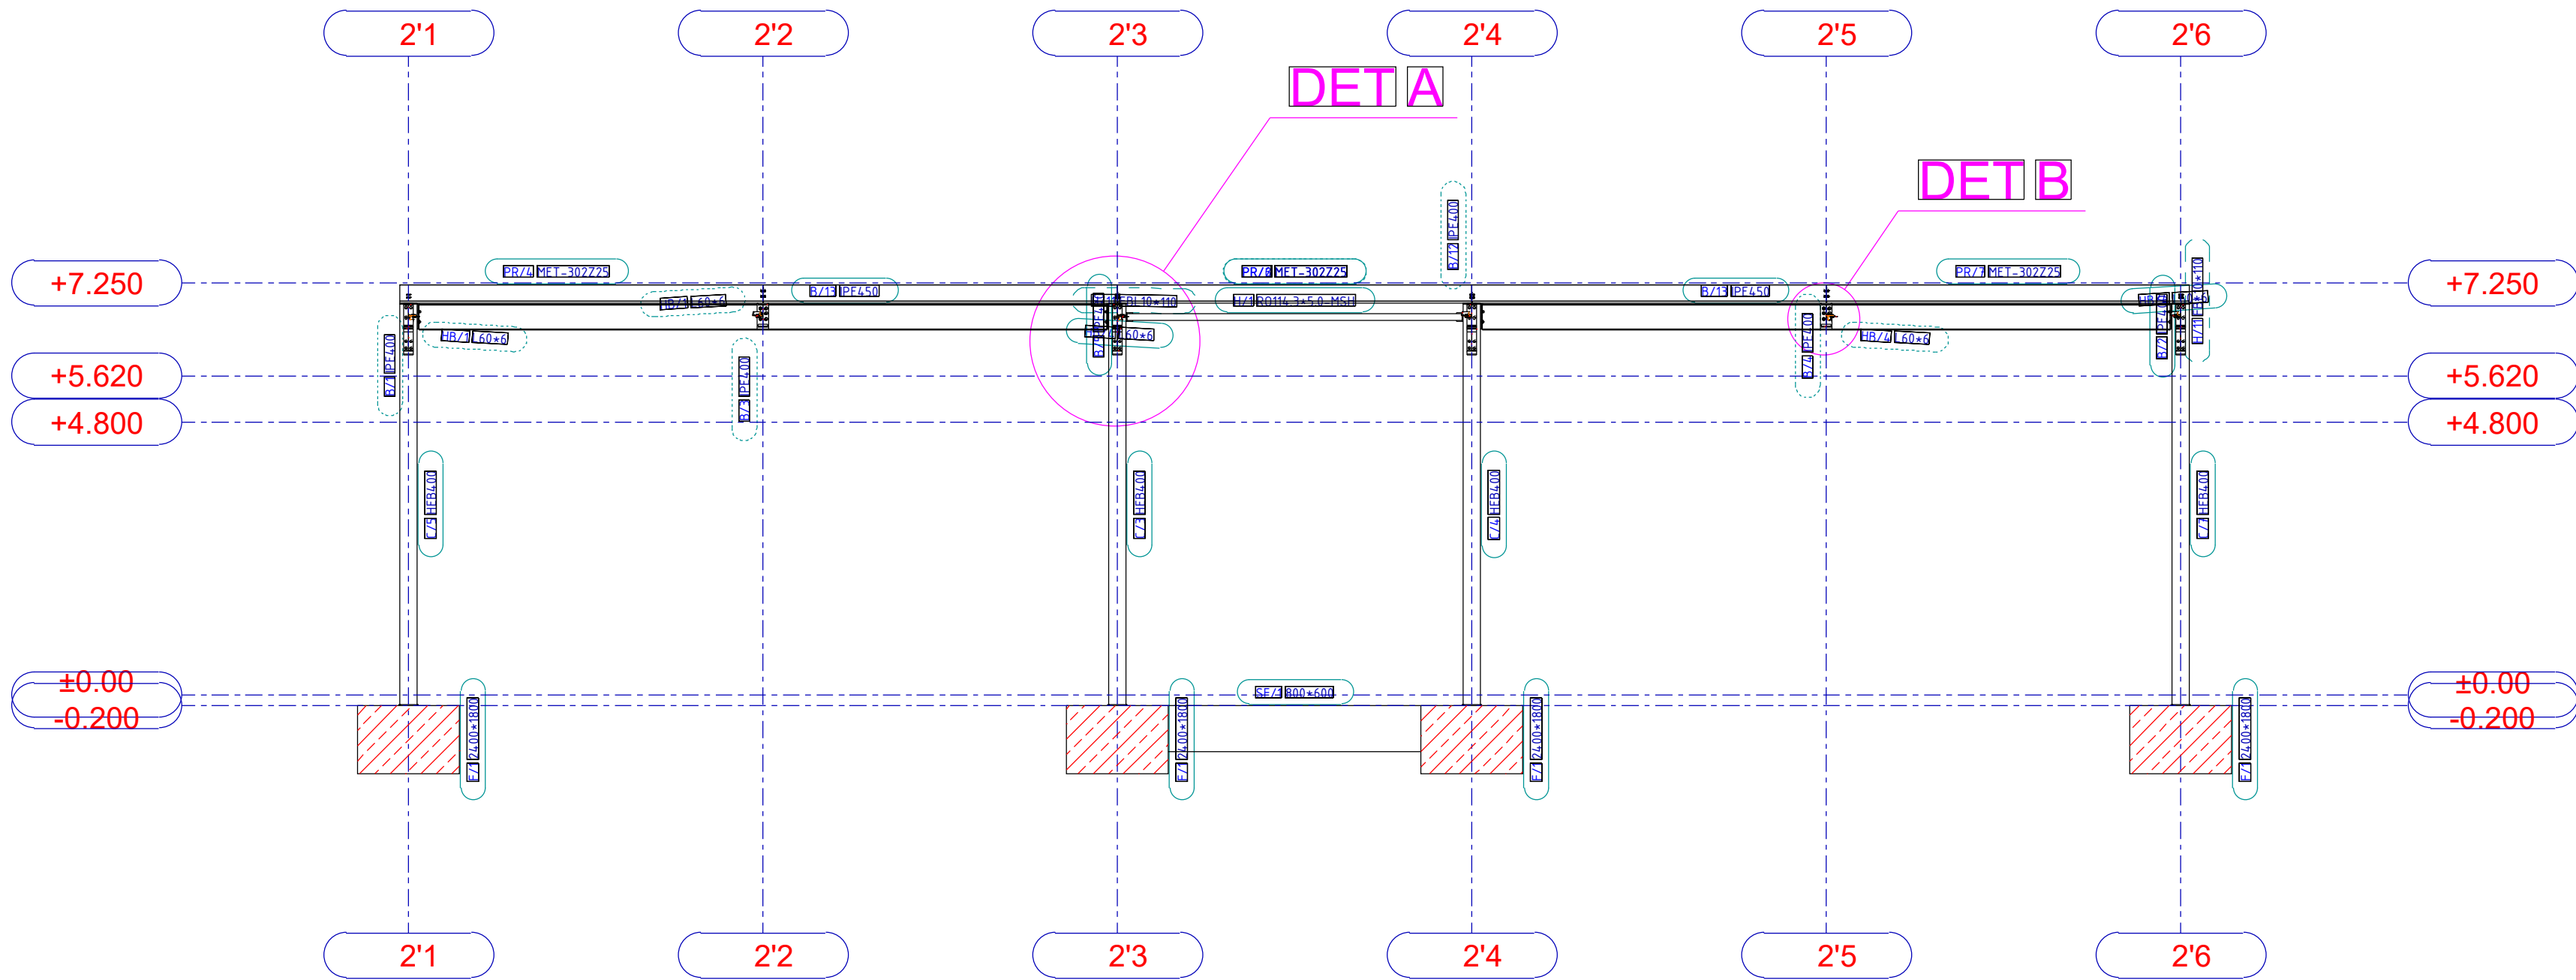 2'1 2'2 2'3 2'4 2'5 2'6
DET A
DET B
B/12 IPE400
+7.250 +7.250
PR/4 MET-302Z25
MET-302Z25
PR/7 MET-302Z25
B/13 IPE450
B/13 IPE450
L60*6
H/1 RO114.3*5.0-MSH
HB/1 L60*6
HB/4 L60*6
B/1 IPE400
B/3 IPE400
B/4 IPE400
+5.620 +5.620
+4.800 +4.800
C/5 HEB400
C/3 HEB400
C/4 HEB400
C/7 HEB400
±0.00 ±0.00
-0.200 -0.200
SF/1 800*600
F/1 2400*1800
F/1 2400*1800
F/1 2400*1800
F/1 2400*1800
2'1 2'2 2'3 2'4 2'5 2'6